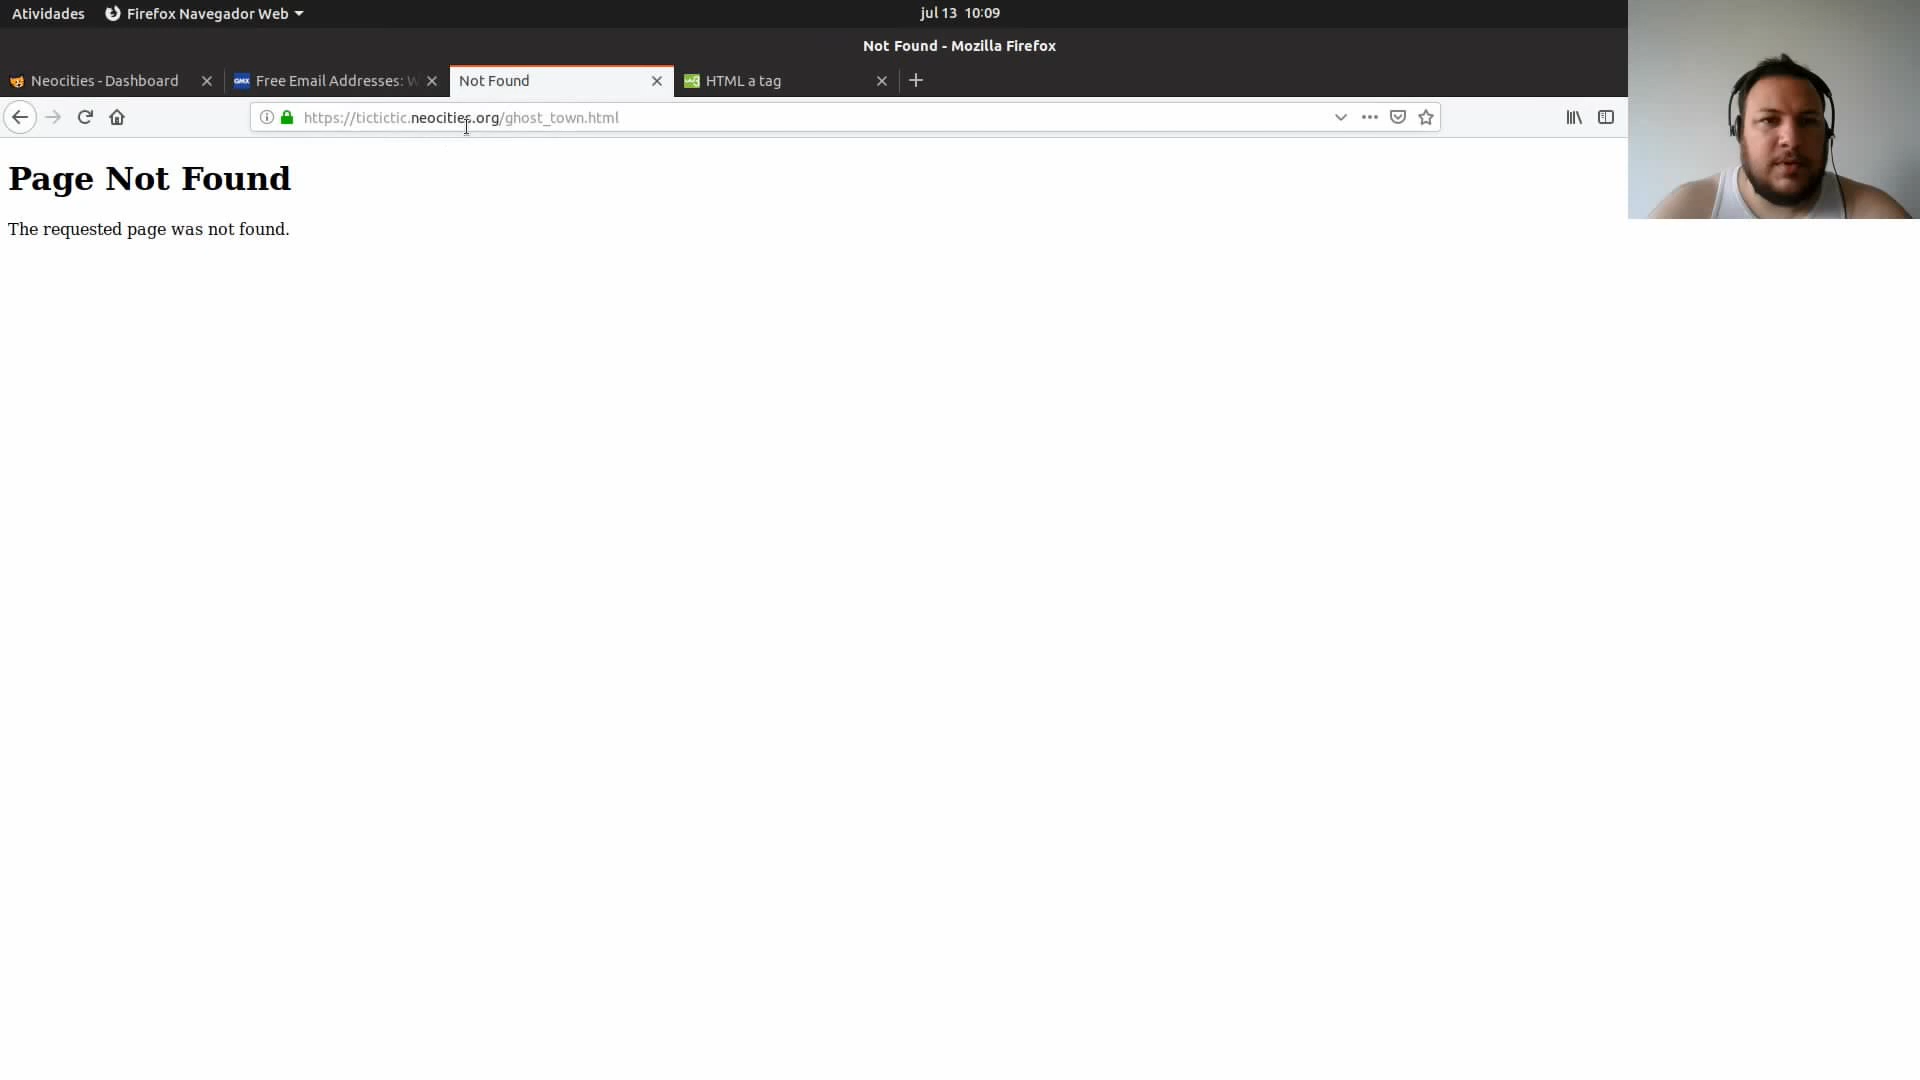 Atividades Firefox Navegador Web jul 13 10:09
Not Found - Mozilla Firefox
Neocities - Dashboard GMX Free Email Addresses: W Not Found HTML a tag
https://tictictic.neocities.org/ghost_town.html
Page Not Found
The requested page was not found.